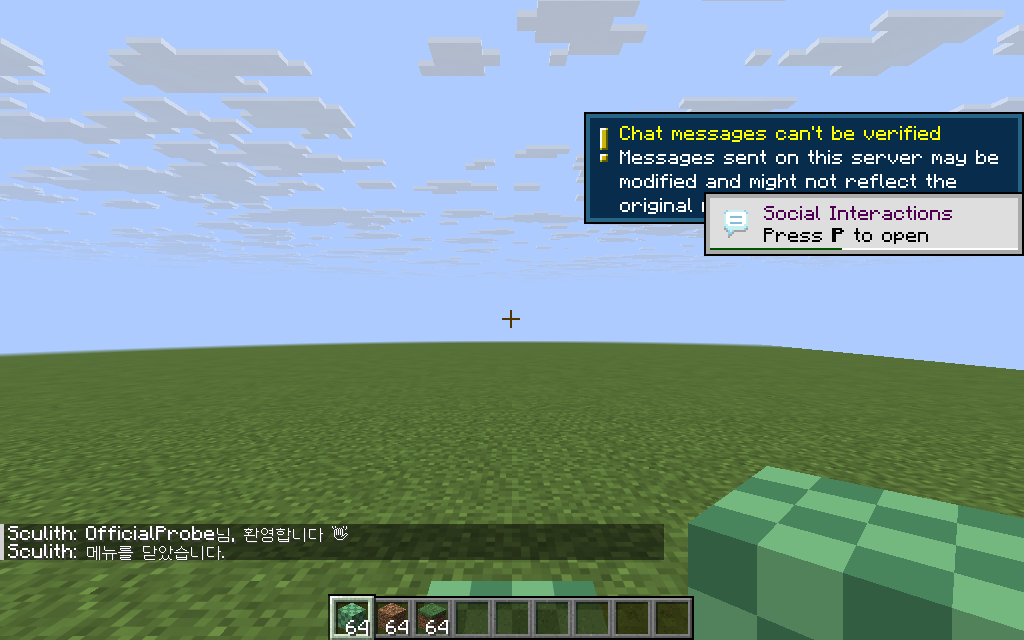 Chat messages can't be verified
Messages sent on this server may be
modified and might not reflect the
original
Social Interactions
Press P to open
Sculith: OfficialProbe님, 환영합니다 👋
Sculith: 메뉴를 닫았습니다.
64
64
64